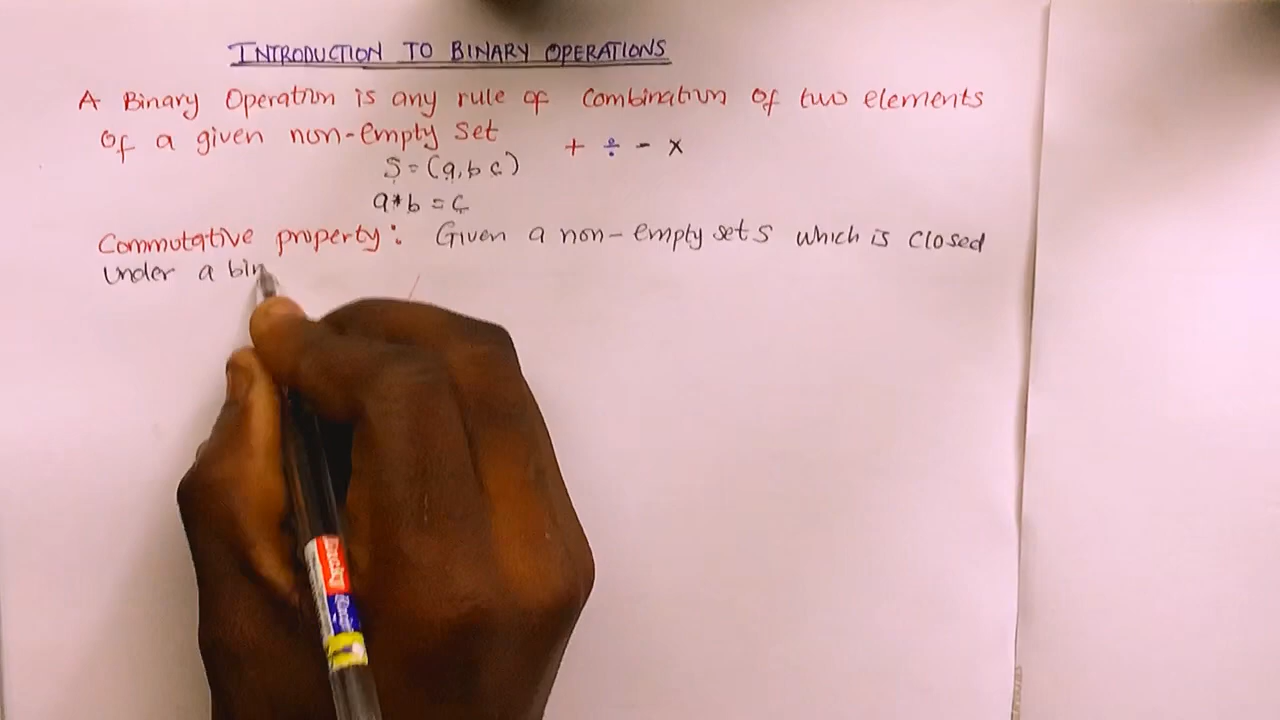 INTRODUCTION TO BINARY OPERATIONS
A Binary Operation is any rule of combination of two elements
of a given non-empty set
+ ÷ - x
S = (a, b c)
a*b = c
Commutative property: Given a non-empty set S which is closed
under a bin